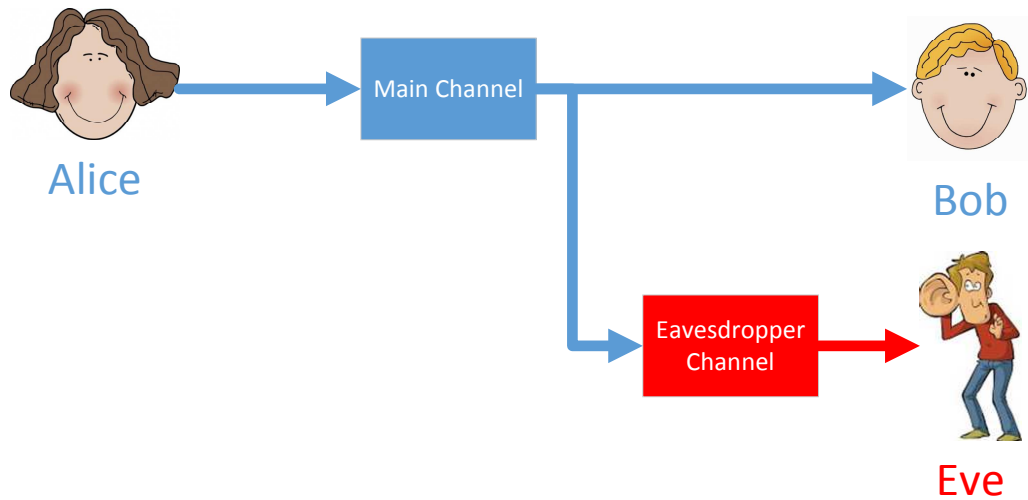 Main Channel
Alice
Bob
Eavesdropper
Channel
Eve